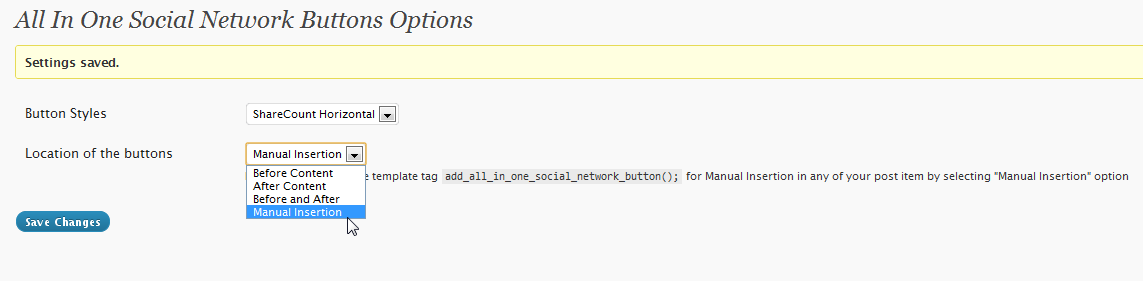 All In One Social Network Buttons Options
Settings saved.
Button Styles
ShareCount Horizontal
Location of the buttons
Manual Insertion
Before Content
After Content
Before and After
Manual Insertion
e template tag add_all_in_one_social_network_button(); for Manual Insertion in any of your post item by selecting "Manual Insertion" option
Save Changes